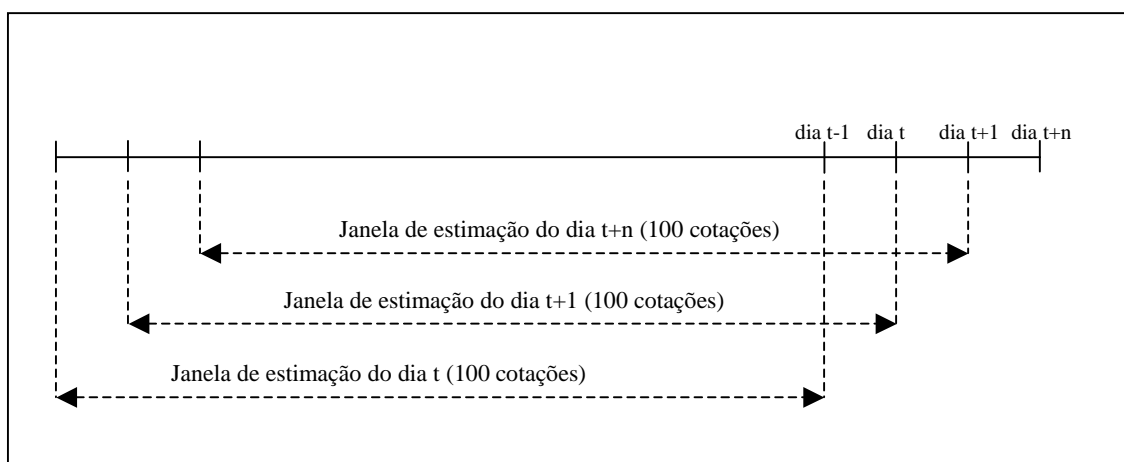 dia t-1 dia t dia t+1 dia t+n
Janela de estimação do dia t+n (100 cotações)
Janela de estimação do dia t+1 (100 cotações)
Janela de estimação do dia t (100 cotações)